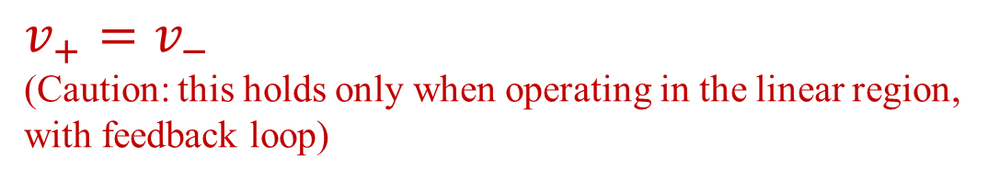 v₊ = v₋
(Caution: this holds only when operating in the linear region,
with feedback loop)